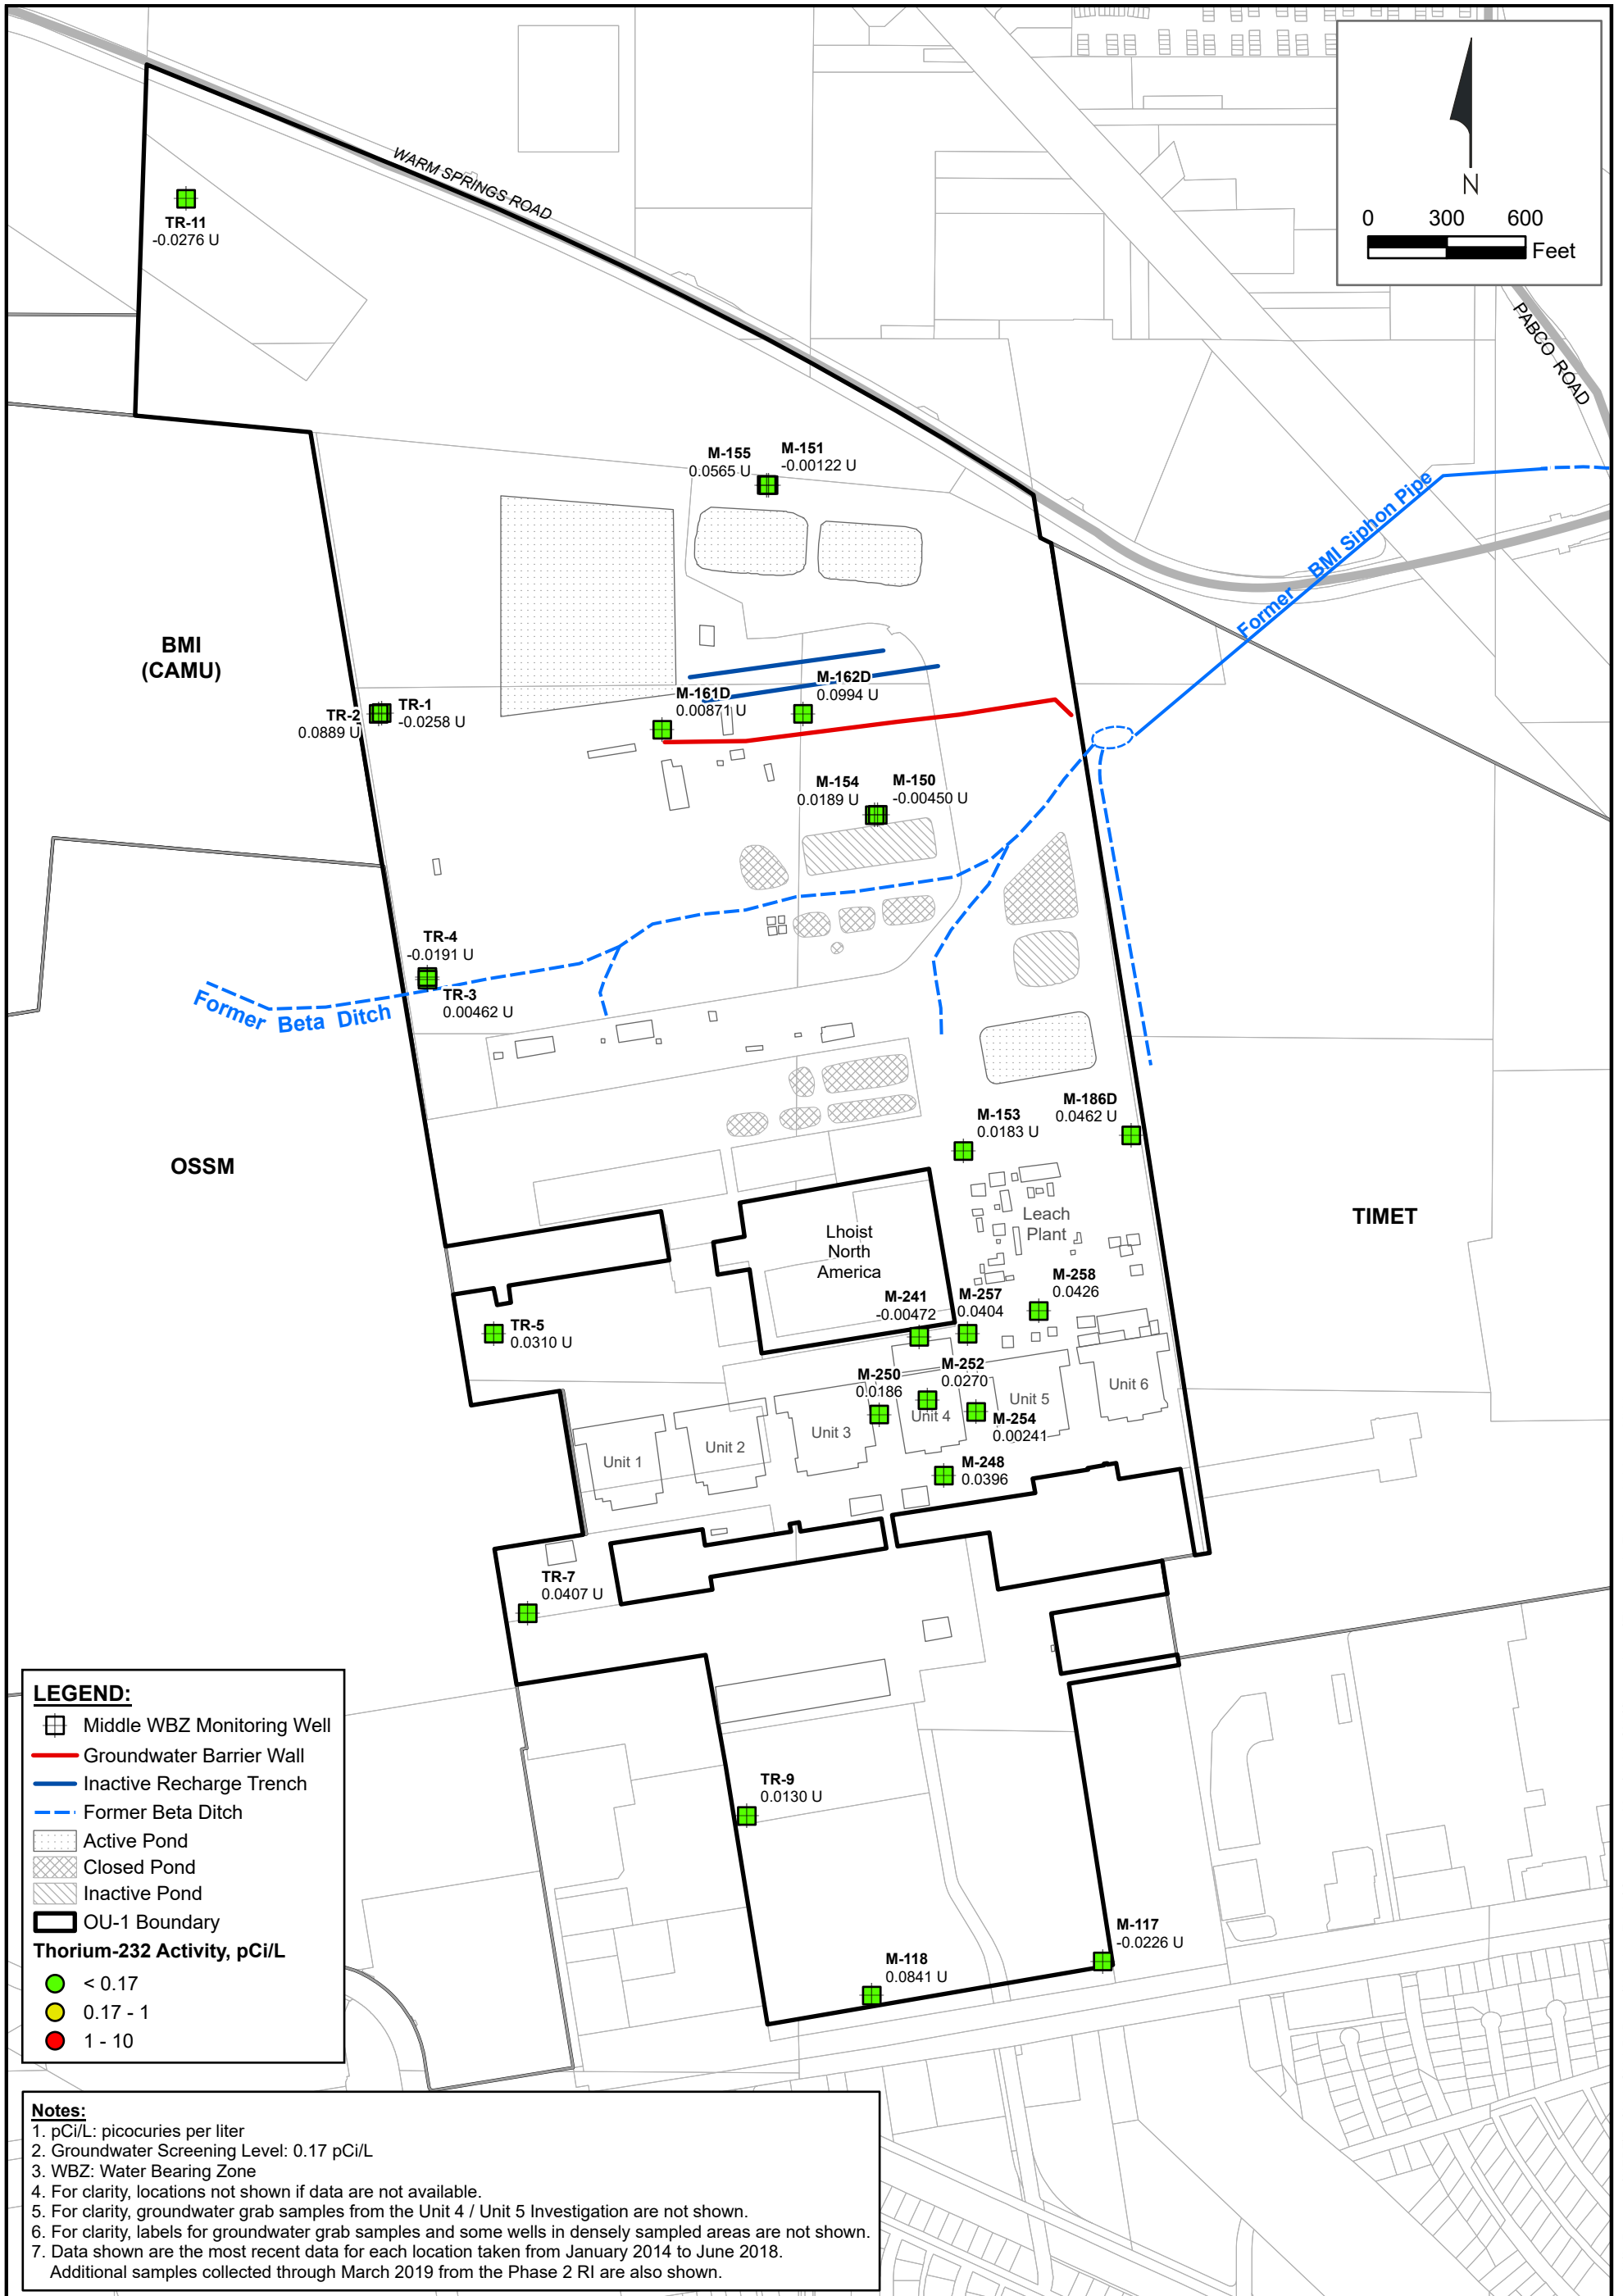 WARM SPRINGS ROAD
N
0 300 600
Feet
PABCO ROAD
TR-11
-0.0276 U
M-155
0.0565 U
M-151
-0.00122 U
Former BMI Siphon Pipe
BMI
(CAMU)
TR-2
0.0889 U
TR-1
-0.0258 U
M-161D
0.00871 U
M-162D
0.0994 U
M-154
0.0189 U
M-150
-0.00450 U
TR-4
-0.0191 U
TR-3
0.00462 U
Former Beta Ditch
OSSM
M-153
0.0183 U
M-186D
0.0462 U
TIMET
Leach
Plant
Lhoist
North
America
M-241
-0.00472
M-257
0.0404
M-258
0.0426
TR-5
0.0310 U
M-250
0.0186
M-252
0.0270
M-254
0.00241
M-248
0.0396
Unit 1
Unit 2
Unit 3
Unit 4
Unit 5
Unit 6
TR-7
0.0407 U
TR-9
0.0130 U
M-118
0.0841 U
M-117
-0.0226 U
LEGEND:
Middle WBZ Monitoring Well
Groundwater Barrier Wall
Inactive Recharge Trench
Former Beta Ditch
Active Pond
Closed Pond
Inactive Pond
OU-1 Boundary
Thorium-232 Activity, pCi/L
< 0.17
0.17 - 1
1 - 10
Notes:
1. pCi/L: picocuries per liter
2. Groundwater Screening Level: 0.17 pCi/L
3. WBZ: Water Bearing Zone
4. For clarity, locations not shown if data are not available.
5. For clarity, groundwater grab samples from the Unit 4 / Unit 5 Investigation are not shown.
6. For clarity, labels for groundwater grab samples and some wells in densely sampled areas are not shown.
7. Data shown are the most recent data for each location taken from January 2014 to June 2018.
Additional samples collected through March 2019 from the Phase 2 RI are also shown.